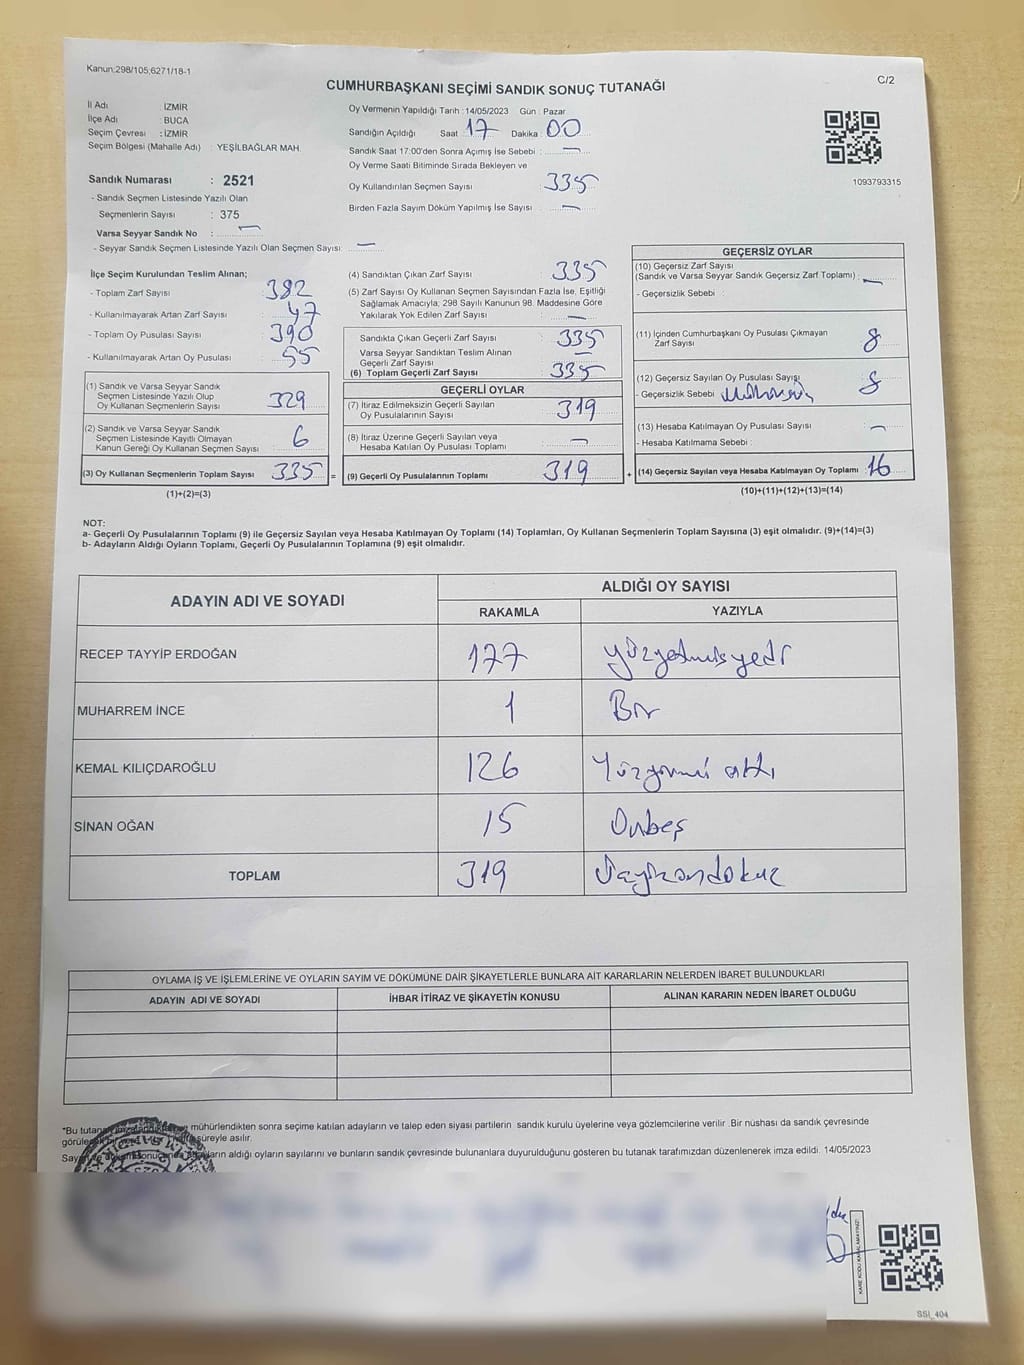 Kanun:298/105;6271/18-1
C/2
CUMHURBAŞKANI SEÇİMİ SANDIK SONUÇ TUTANAĞI
İl Adı : İZMİR
İlçe Adı : BUCA
Seçim Çevresi : İZMİR
Seçim Bölgesi (Mahalle Adı) : YEŞİLBAĞLAR MAH.
Sandık Numarası : 2521
- Sandık Seçmen Listesinde Yazılı Olan
Seçmenlerin Sayısı : 375
Varsa Seyyar Sandık No : —
- Seyyar Sandık Seçmen Listesinde Yazılı Olan Seçmen Sayısı: —
Oy Vermenin Yapıldığı Tarih : 14/05/2023 Gün : Pazar
Sandığın Açıldığı Saat 17 Dakika : 00
Sandık Saat 17:00'den Sonra Açılmış İse Sebebi : —
Oy Verme Saati Bitiminde Sırada Bekleyen ve
Oy Kullandırılan Seçmen Sayısı : 335
Birden Fazla Sayım Döküm Yapılmış İse Sayısı : —
1093793315
İlçe Seçim Kurulundan Teslim Alınan;
- Toplam Zarf Sayısı : 382
- Kullanılmayarak Artan Zarf Sayısı : 47
- Toplam Oy Pusulası Sayısı : 390
- Kullanılmayarak Artan Oy Pusulası : 55
(1) Sandık ve Varsa Seyyar Sandık
Seçmen Listesinde Yazılı Olup
Oy Kullanan Seçmenlerin Sayısı : 329
(2) Sandık ve Varsa Seyyar Sandık
Seçmen Listesinde Kayıtlı Olmayan
Kanun Gereği Oy Kullanan Seçmen Sayısı : 6
(3) Oy Kullanan Seçmenlerin Toplam Sayısı : 335 =
(1)+(2)=(3)
(4) Sandıktan Çıkan Zarf Sayısı : 335
(5) Zarf Sayısı Oy Kullanan Seçmen Sayısından Fazla İse, Eşitliği
Sağlamak Amacıyla; 298 Sayılı Kanunun 98. Maddesine Göre
Yakılarak Yok Edilen Zarf Sayısı : —
Sandıkta Çıkan Geçerli Zarf Sayısı : 335
Varsa Seyyar Sandıktan Teslim Alınan
Geçerli Zarf Sayısı : —
(6) Toplam Geçerli Zarf Sayısı : 335
GEÇERLİ OYLAR
(7) İtiraz Edilmeksizin Geçerli Sayılan
Oy Pusulalarının Sayısı : 319
(8) İtiraz Üzerine Geçerli Sayılan veya
Hesaba Katılan Oy Pusulası Toplamı : —
(9) Geçerli Oy Pusulalarının Toplamı : 319 +
GEÇERSİZ OYLAR
(10) Geçersiz Zarf Sayısı
(Sandık ve Varsa Seyyar Sandık Geçersiz Zarf Toplamı) : —
- Geçersizlik Sebebi :
(11) İçinden Cumhurbaşkanı Oy Pusulası Çıkmayan
Zarf Sayısı : 8
(12) Geçersiz Sayılan Oy Pusulası Sayısı : 8
- Geçersizlik Sebebi : Mühürsüz
(13) Hesaba Katılmayan Oy Pusulası Sayısı : —
- Hesaba Katılmama Sebebi :
(14) Geçersiz Sayılan veya Hesaba Katılmayan Oy Toplamı : 16
(10)+(11)+(12)+(13)=(14)
NOT:
a- Geçerli Oy Pusulalarının Toplamı (9) ile Geçersiz Sayılan veya Hesaba Katılmayan Oy Toplamı (14) Toplamları, Oy Kullanan Seçmenlerin Toplam Sayısına (3) eşit olmalıdır. (9)+(14)=(3)
b- Adayların Aldığı Oyların Toplamı, Geçerli Oy Pusulalarının Toplamına (9) eşit olmalıdır.
ADAYIN ADI VE SOYADI ALDIĞI OY SAYISI
RAKAMLA YAZIYLA
RECEP TAYYİP ERDOĞAN 177 yüzyetmişyedi
MUHARREM İNCE 1 Bir
KEMAL KILIÇDAROĞLU 126 Yüzyirmi altı
SİNAN OĞAN 15 Onbeş
TOPLAM 319 Üçyüzondokuz
OYLAMA İŞ VE İŞLEMLERİNE VE OYLARIN SAYIM VE DÖKÜMÜNE DAİR ŞİKAYETLERLE BUNLARA AİT KARARLARIN NELERDEN İBARET BULUNDUKLARI
ADAYIN ADI VE SOYADI İHBAR İTİRAZ VE ŞİKAYETİN KONUSU ALINAN KARARIN NEDEN İBARET OLDUĞU
*Bu tutanak mühürlendikten sonra seçime katılan adayların ve talep eden siyasi partilerin sandık kurulu üyelerine veya gözlemcilerine verilir. Bir nüshası da sandık çevresinde
süreyle asılır.
aldığı oyların sayılarını ve bunların sandık çevresinde bulunanlara duyurulduğunu gösteren bu tutanak tarafımızdan düzenlenerek imza edildi. 14/05/2023
KARE KODU KARALAMAYINIZ!
SSI_404